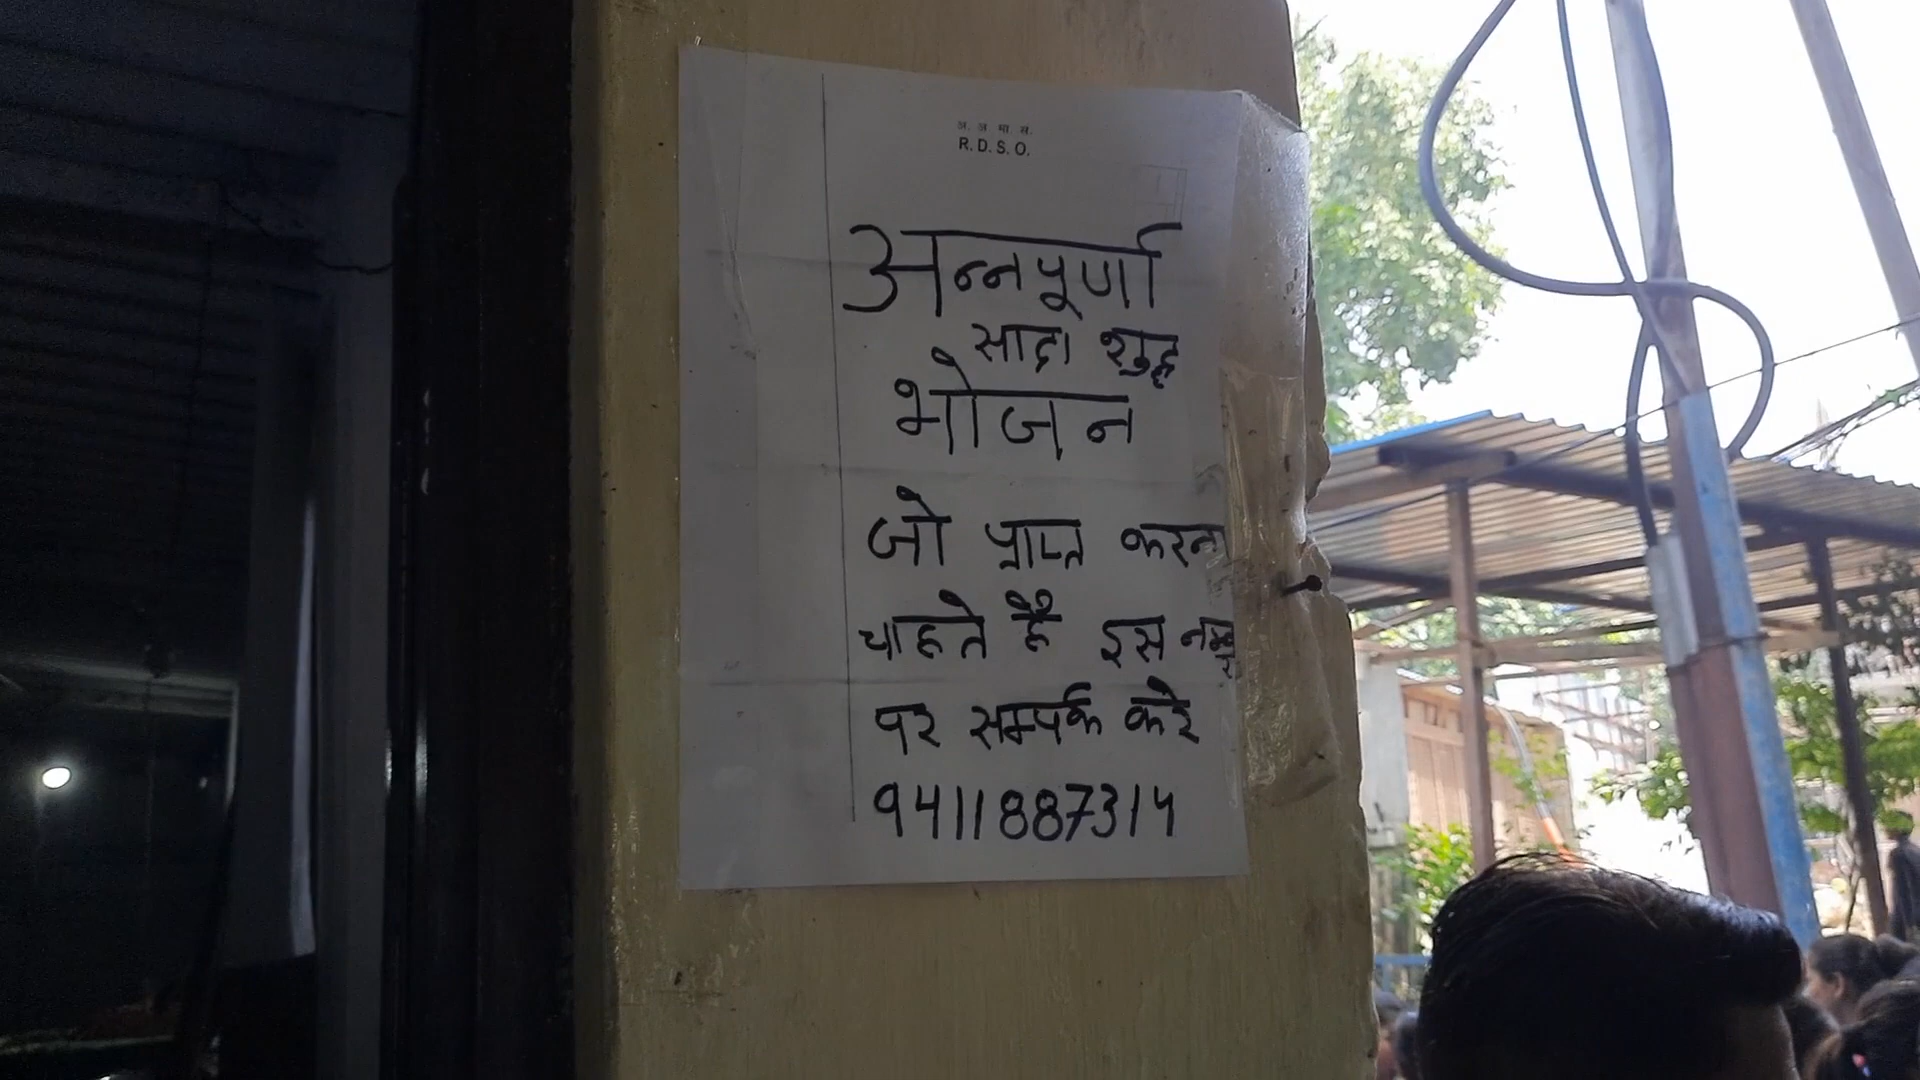 अ. अ मा. स.
R. D. S. O.
अन्नपूर्णा
सादा शुद्ध
भोजन
जो प्राप्त करना
चाहते है इस नम्बर
पर सम्पर्क करे
9411887314